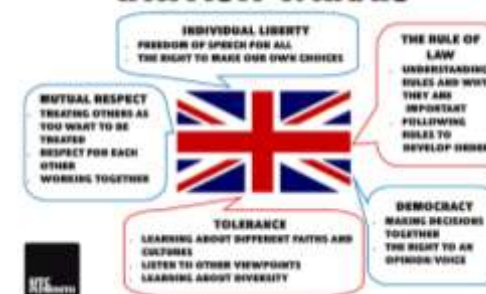 INDIVIDUAL LIBERTY
FREEDOM OF SPEECH FOR ALL
THE RIGHT TO MAKE OUR OWN CHOICES
THE RULE OF
LAW
UNDERSTANDING
RULES AND WHY
THEY ARE
IMPORTANT
FOLLOWING
RULES TO
DEVELOP ORDER
MUTUAL RESPECT
TREATING OTHERS AS
YOU WANT TO BE
TREATED
RESPECT FOR EACH
OTHER
WORKING TOGETHER
DEMOCRACY
MAKING DECISIONS
TOGETHER
THE RIGHT TO AN
OPINION/VOICE
TOLERANCE
LEARNING ABOUT DIFFERENT FAITHS AND
CULTURES
LISTEN TO OTHER VIEWPOINTS
LEARNING ABOUT DIVERSITY